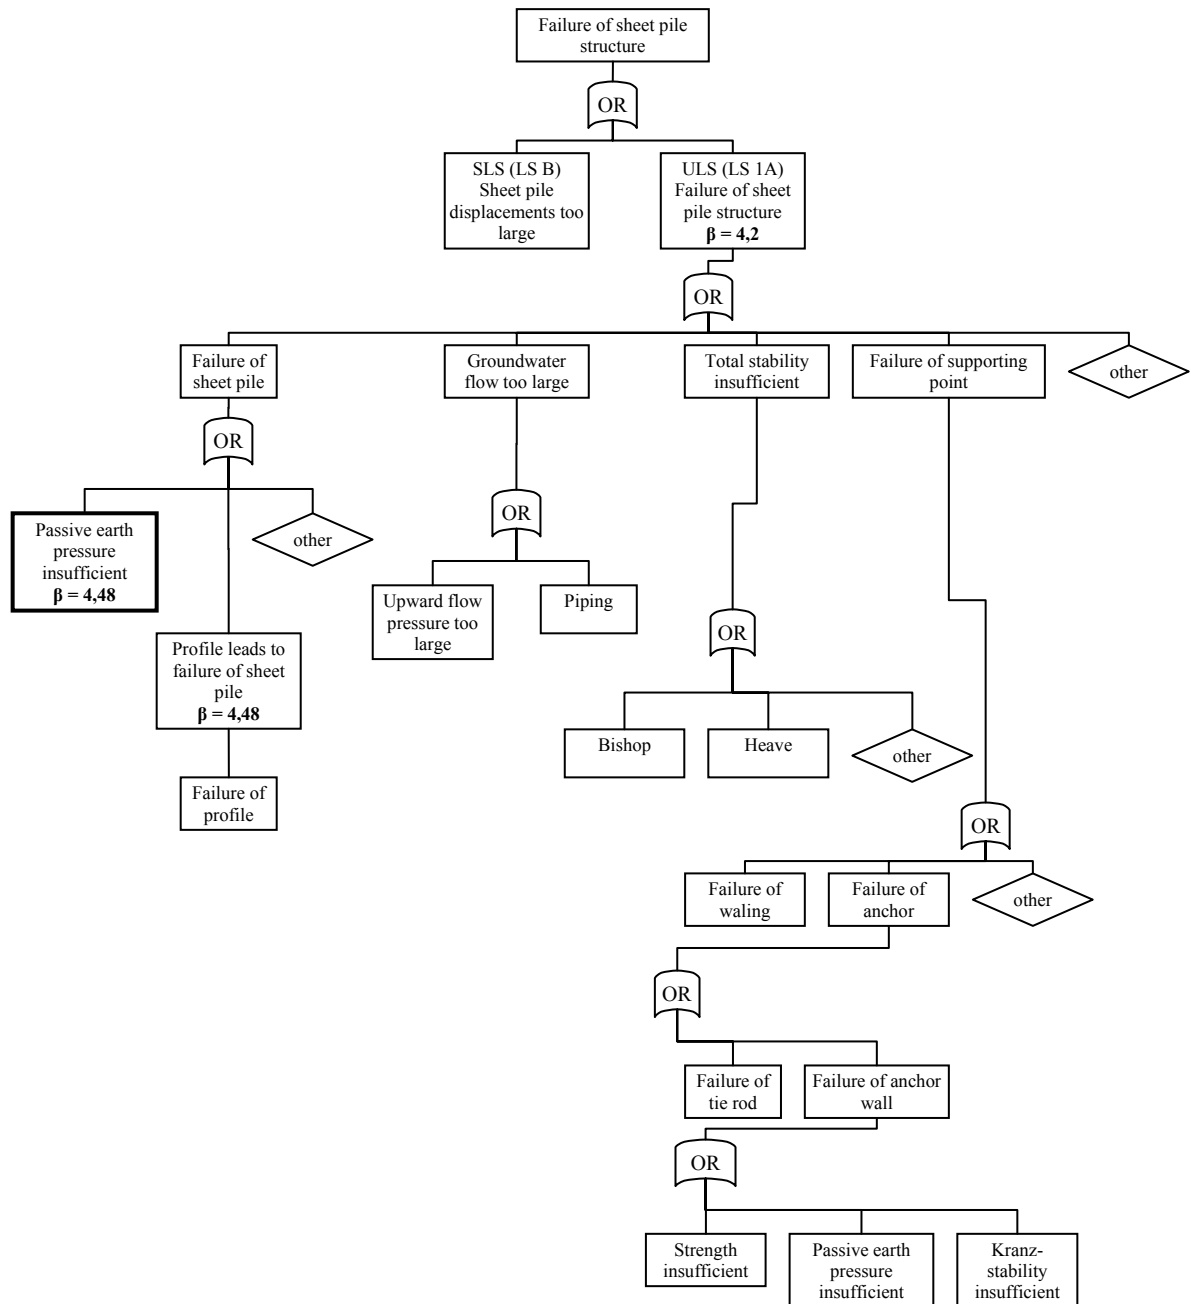 Failure of sheet pile
structure
OR
SLS (LS B)
Sheet pile
displacements too
large
ULS (LS 1A)
Failure of sheet
pile structure
β = 4,2
OR
Failure of
sheet pile
Groundwater
flow too large
Total stability
insufficient
Failure of supporting
point
other
OR
Passive earth
pressure
insufficient
β = 4,48
other
Profile leads to
failure of sheet
pile
β = 4,48
Failure of
profile
OR
Upward flow
pressure too
large
Piping
OR
Bishop
Heave
other
OR
Failure of
waling
Failure of
anchor
other
OR
Failure of
tie rod
Failure of anchor
wall
OR
Strength
insufficient
Passive earth
pressure
insufficient
Kranz-
stability
insufficient